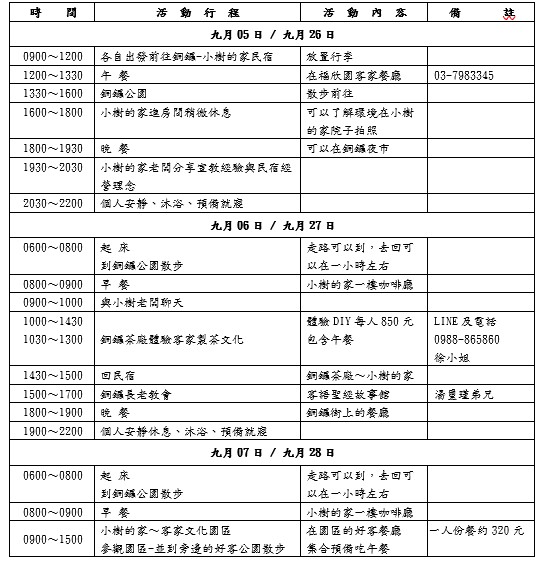 時 間 活 動 行 程 活 動 內 容 備 註
九月 05 日 / 九月 26 日
0900～1200 各自出發前往銅鑼-小樹的家民宿 放置行李
1200～1330 午 餐 在福欣園客家餐廳 03-7983345
1330～1600 銅鑼公園 散步前往
1600～1800 小樹的家進房間稍微休息 可以了解環境在小樹
的家院子拍照
1800～1930 晚 餐 可以在銅鑼夜市
1930～2030 小樹的家老闆分享宣教經驗與民宿經
營理念
2030～2200 個人安靜、沐浴、預備就寢
九月 06 日 / 九月 27 日
0600～0800 起 床 走路可以到，去回可
到銅鑼公園散步 以在一小時左右
0800～0900 早 餐 小樹的家一樓咖啡廳
0900～1000 與小樹老闆聊天
1000～1430 體驗 DIY 每人 850 元 LINE 及電話
1030～1300 銅鑼茶廠體驗客家製茶文化 包含午餐 0988-865860
徐小姐
1430～1500 回民宿 銅鑼茶廠～小樹的家
1500～1700 銅鑼長老教會 客語聖經故事館 湯璽瑾弟兄
1800～1900 晚 餐 銅鑼街上的餐廳
1900～2200 個人安靜休息、沐浴、預備就寢
九月 07 日 / 九月 28 日
0600～0800 起 床 走路可以到，去回可
到銅鑼公園散步 以在一小時左右
0800～0900 早 餐 小樹的家一樓咖啡廳
0900～1500 小樹的家～客家文化園區 在園區的好客餐廳 一人份餐約 320 元
參觀園區-並到旁邊的好客公園散步 集合預備吃午餐